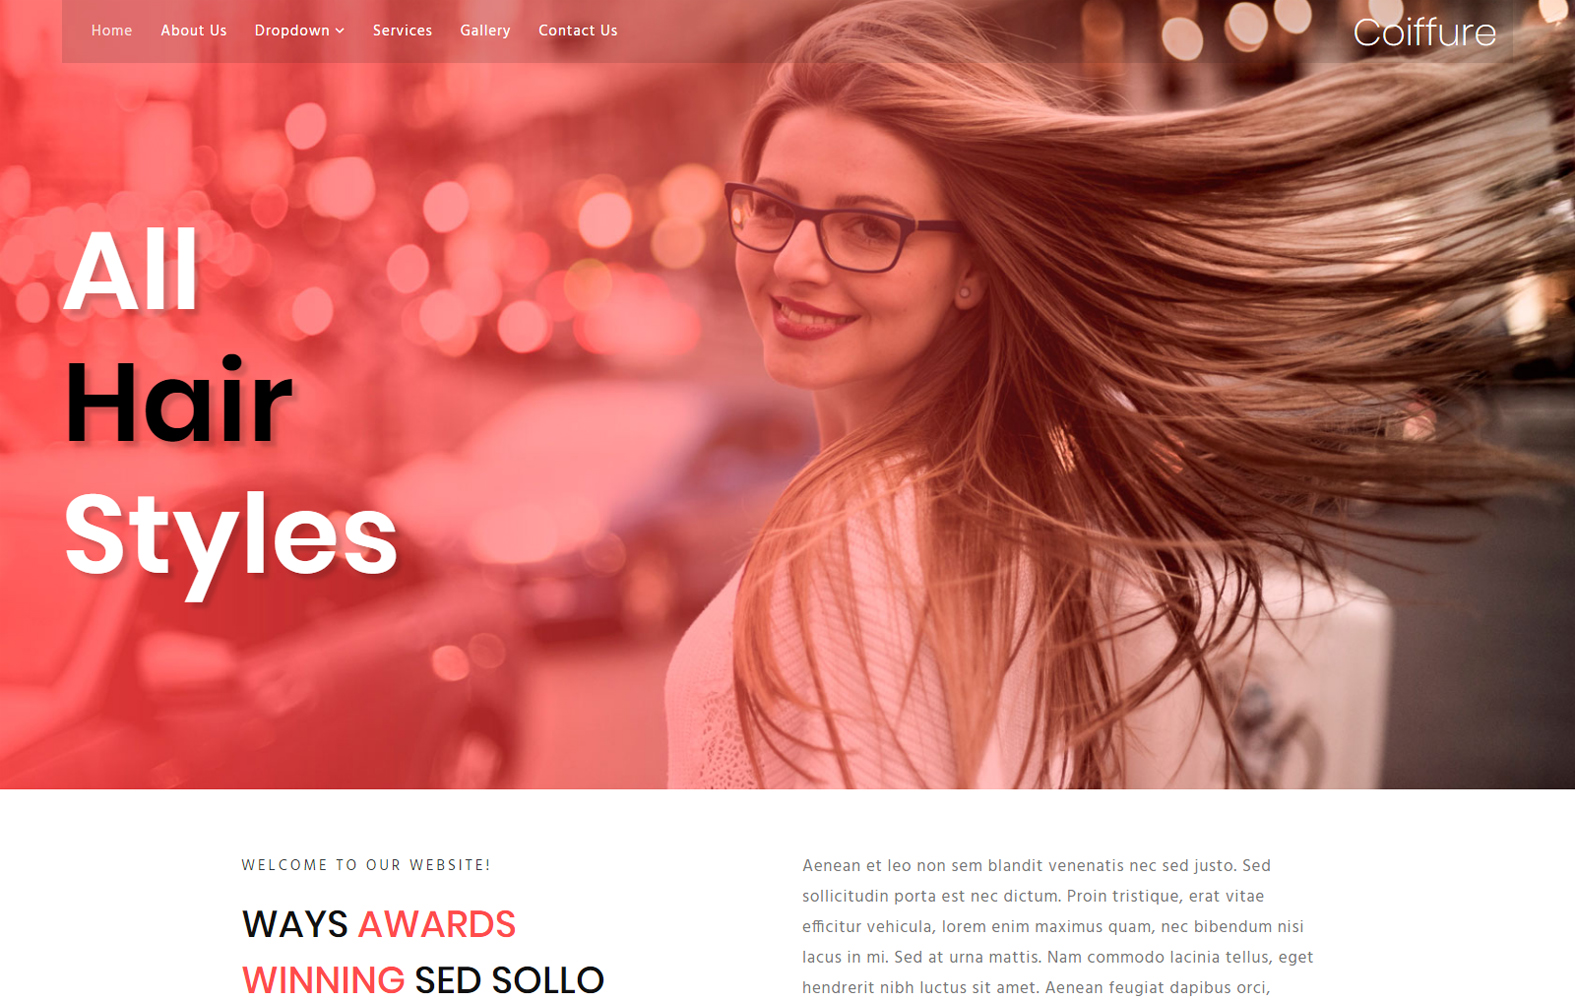 Home About Us Dropdown Services Gallery Contact Us Coiffure
All
Hair
Styles
WELCOME TO OUR WEBSITE!
WAYS AWARDS
WINNING SED SOLLO
Aenean et leo non sem blandit venenatis nec sed justo. Sed
sollicitudin porta est nec dictum. Proin tristique, erat vitae
efficitur vehicula, lorem enim maximus quam, nec bibendum nisi
lacus in mi. Sed at urna mattis. Nam commodo lacinia tellus, eget
hendrerit nibh luctus sit amet. Aenean feugiat dapibus orci,